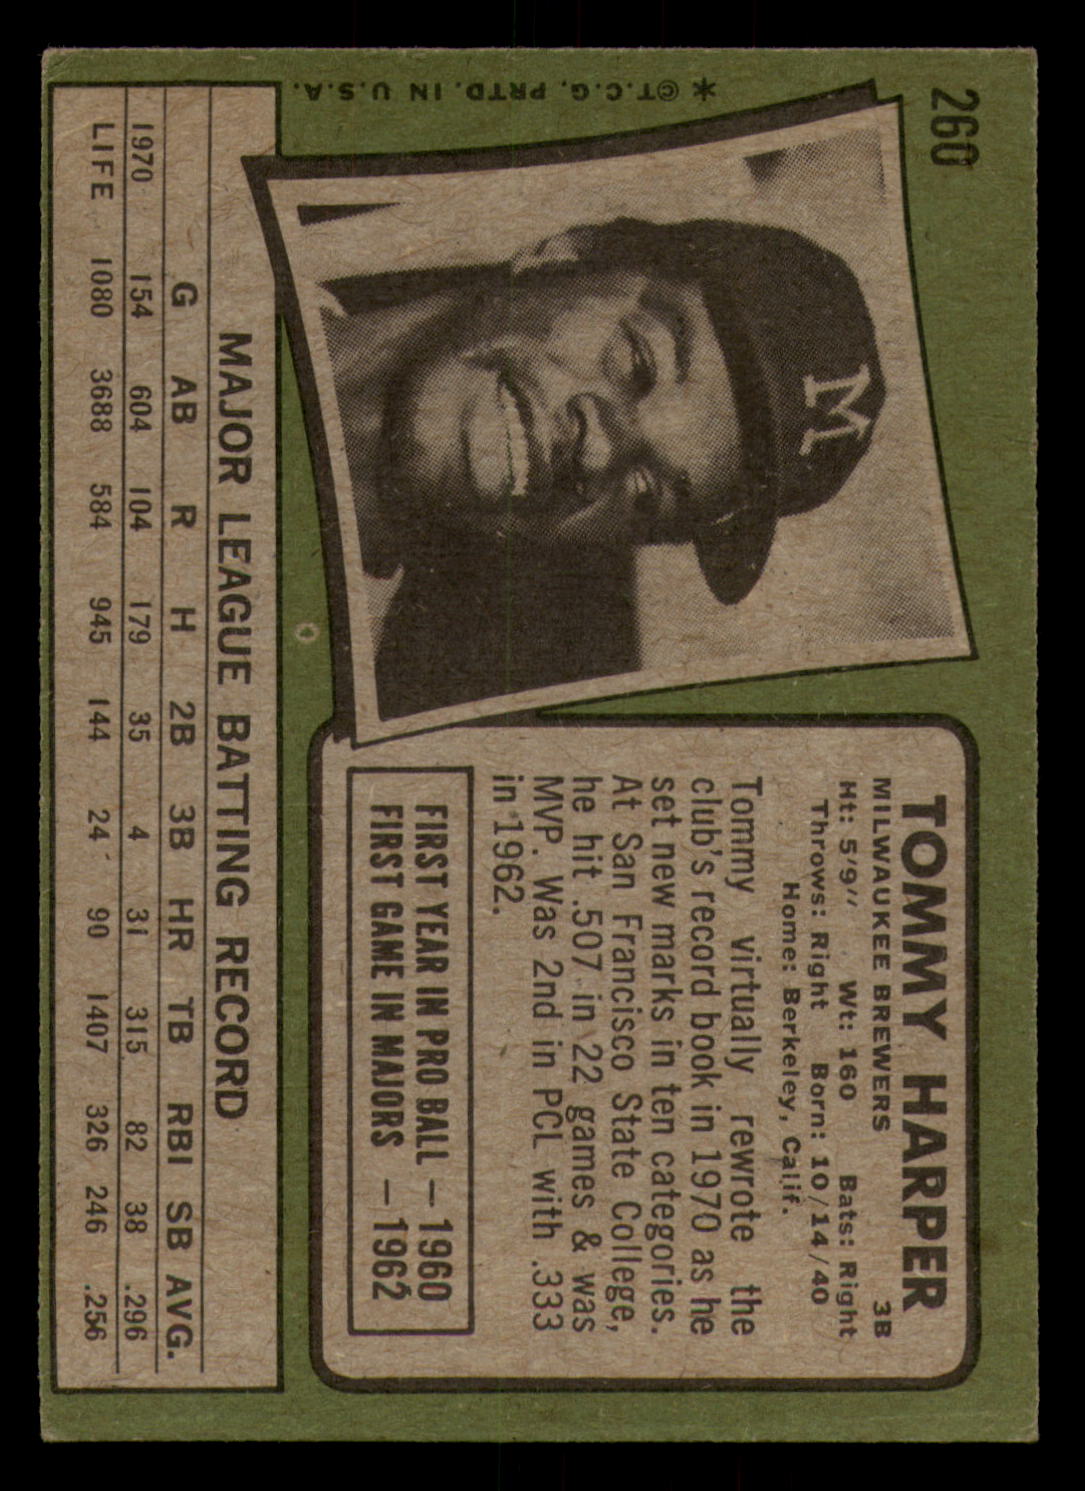 260
TOMMY HARPER
MILWAUKEE BREWERS 3B
Ht: 5'9" Wt: 160 Bats: Right
Throws: Right Born: 10/14/40
Home: Berkeley, Calif.
Tommy virtually rewrote the
club's record book in 1970 as he
set new marks in ten categories.
At San Francisco State College,
he hit .507 in 22 games & was
MVP. Was 2nd in PCL with .333
in 1962.
FIRST YEAR IN PRO BALL — 1960
FIRST GAME IN MAJORS — 1962
M
*©T.C.G. PRTD. IN U.S.A.
MAJOR LEAGUE BATTING RECORD
G AB R H 2B 3B HR TB RBI SB AVG.
1970 154 604 104 179 35 4 31 315 82 38 .296
LIFE 1080 3688 584 945 144 24 90 1407 326 246 .256